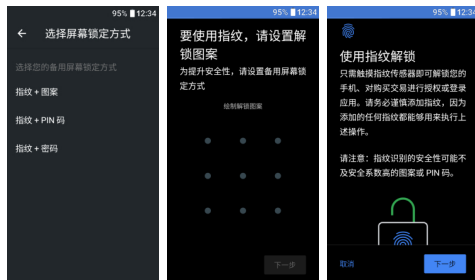 95% 12:34
选择屏幕锁定方式
选择您的备用屏幕锁定方式
指纹 + 图案
指纹 + PIN 码
指纹 + 密码
95% 12:34
要使用指纹，请设置解
锁图案
为提升安全性，请设置备用屏幕锁
定方式
绘制解锁图案
下一步
95% 12:34
使用指纹解锁
只需触摸指纹传感器即可解锁您的
手机、对购买交易进行授权或登录
应用。请务必谨慎添加指纹，因为
添加的任何指纹都能够用来执行上
述操作。
请注意：指纹识别的安全性可能不
及安全系数高的图案或 PIN 码。
取消
下一步